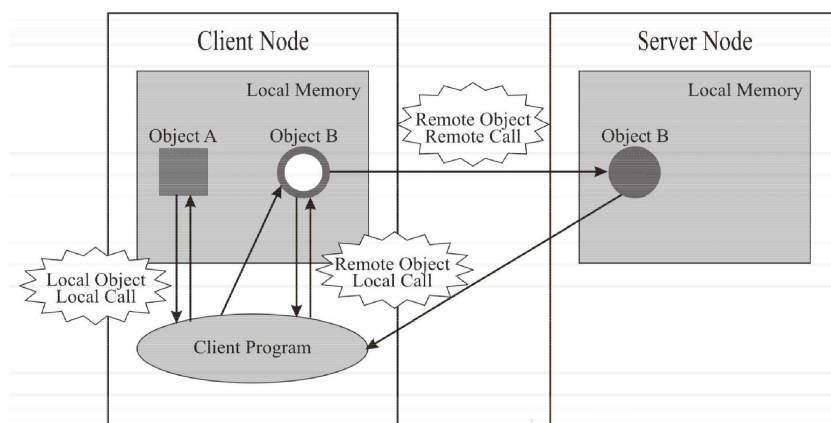 Client Node
Server Node
Local Memory
Local Memory
Object A
Object B
Remote Object
Remote Call
Object B
Local Object
Local Call
Remote Object
Local Call
Client Program